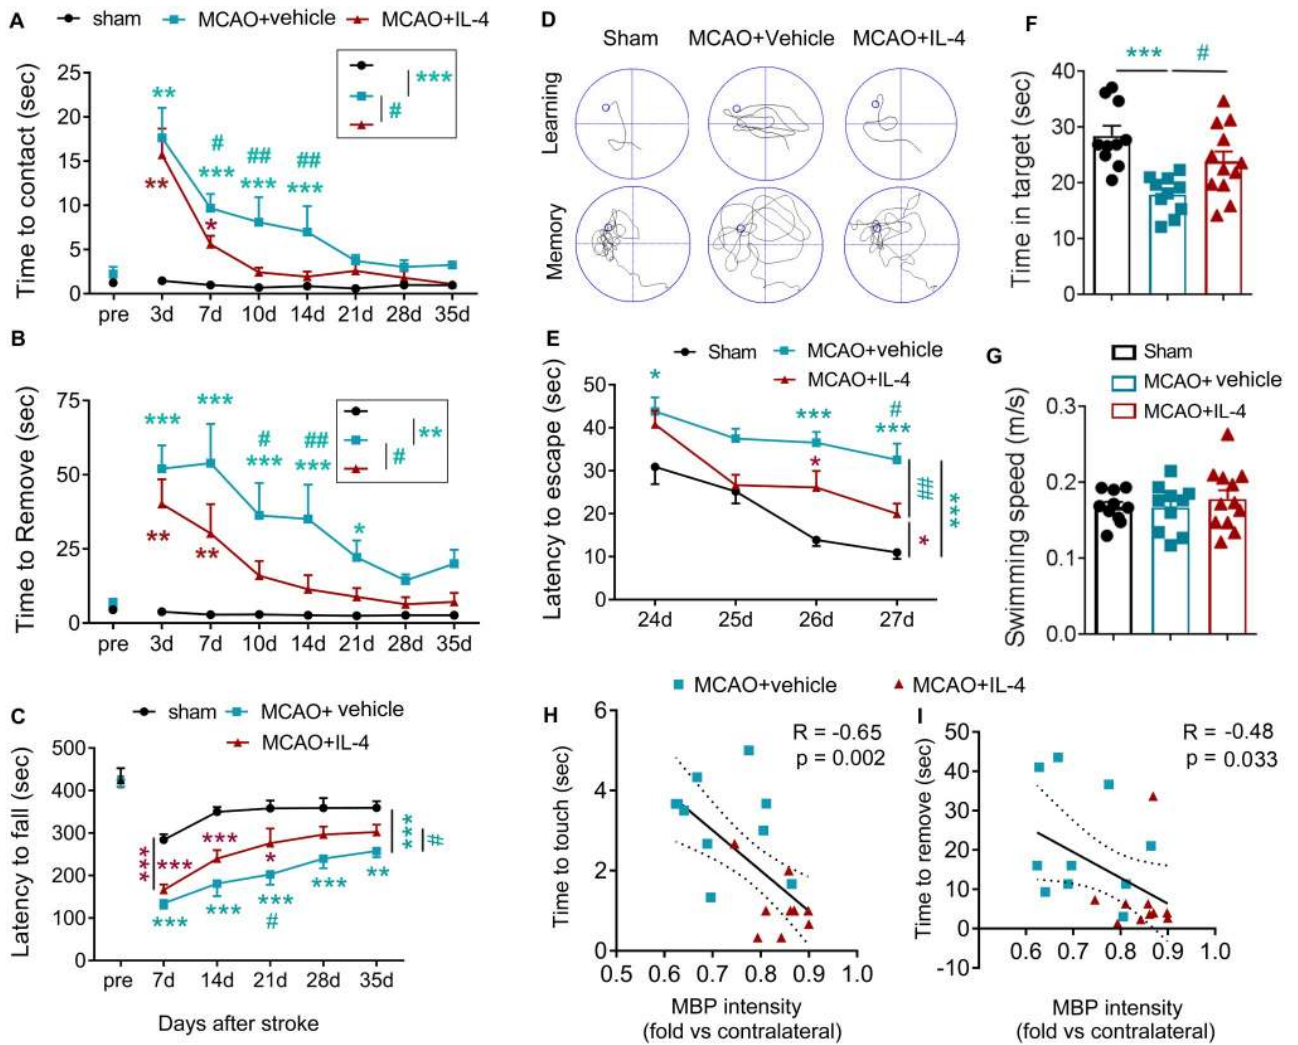 A
sham
MCAO+vehicle
MCAO+IL-4
Time to contact (sec)
25
20
15
10
5
0
**
#
***
##
***
##
***
**
*
***
#
pre
3d
7d
10d
14d
21d
28d
35d
B
Time to Remove (sec)
75
50
25
0
***
***
#
***
##
***
*
**
**
**
#
pre
3d
7d
10d
14d
21d
28d
35d
C
sham
MCAO+ vehicle
MCAO+IL-4
Latency to fall (sec)
500
400
300
200
100
0
***
***
***
*
***
***
***
#
***
**
***
#
pre
7d
14d
21d
28d
35d
Days after stroke
D
Sham
MCAO+Vehicle
MCAO+IL-4
Learning
Memory
E
Sham
MCAO+vehicle
MCAO+IL-4
Latency to escape (sec)
50
40
30
20
10
0
*
***
#
***
*
##
***
*
24d
25d
26d
27d
F
***
#
Time in target (sec)
40
30
20
10
0
G
Sham
MCAO+ vehicle
MCAO+IL-4
Swimming speed (m/s)
0.3
0.2
0.1
0.0
MCAO+vehicle
MCAO+IL-4
H
R = -0.65
p = 0.002
Time to touch (sec)
6
4
2
0
0.5
0.6
0.7
0.8
0.9
1.0
MBP intensity
(fold vs contralateral)
I
R = -0.48
p = 0.033
Time to remove (sec)
50
40
30
20
10
0
-10
0.6
0.7
0.8
0.9
1.0
MBP intensity
(fold vs contralateral)